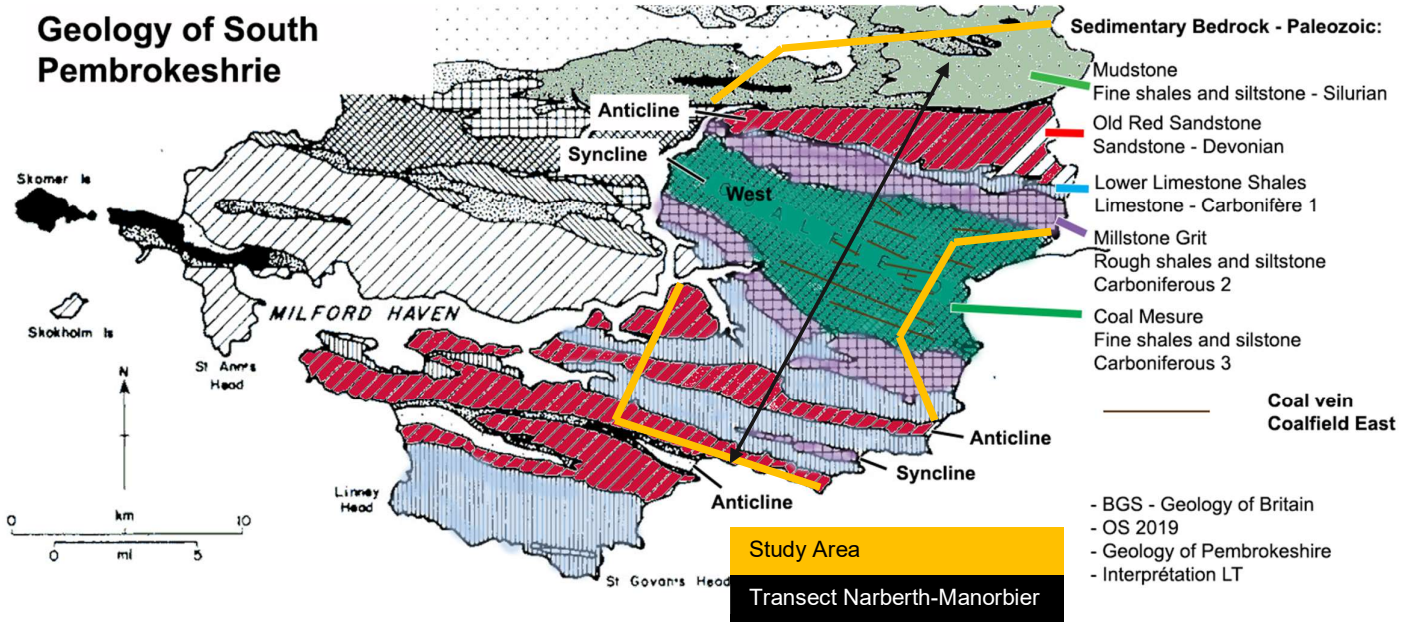 Geology of South
Pembrokeshrie
Sedimentary Bedrock - Paleozoic:
Mudstone
Fine shales and siltstone - Silurian
Old Red Sandstone
Sandstone - Devonian
Lower Limestone Shales
Limestone - Carbonifère 1
Millstone Grit
Rough shales and siltstone
Carboniferous 2
Coal Mesure
Fine shales and silstone
Carboniferous 3
Coal vein
Coalfield East
Anticline
Syncline
West
Skomer Is
Skokholm Is
MILFORD HAVEN
St Ann's
Head
N
Linney
Head
0 km 10
0 mi 5
St Govan's Head
Anticline
Syncline
Anticline
Study Area
Transect Narberth-Manorbier
- BGS - Geology of Britain
- OS 2019
- Geology of Pembrokeshire
- Interprétation LT